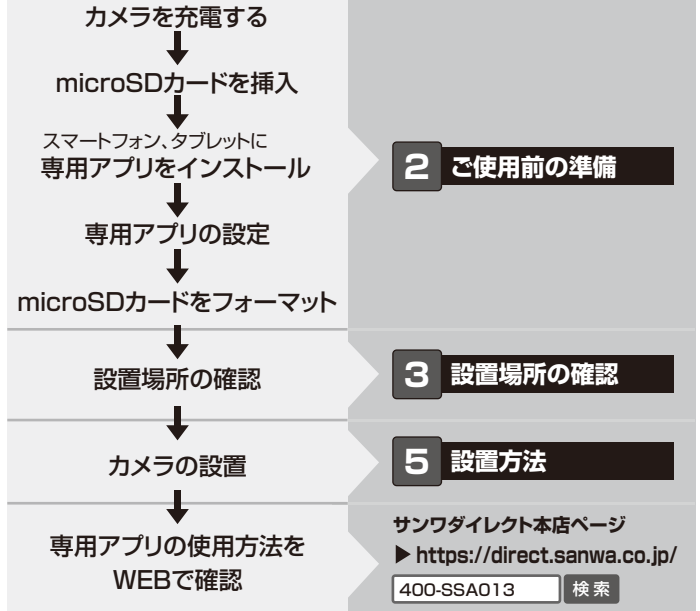 カメラを充電する
microSDカードを挿入
スマートフォン、タブレットに
専用アプリをインストール
2 ご使用前の準備
専用アプリの設定
microSDカードをフォーマット
設置場所の確認
3 設置場所の確認
カメラの設置
5 設置方法
専用アプリの使用方法を
WEBで確認
サンワダイレクト本店ページ
▶ https://direct.sanwa.co.jp/
400-SSA013 検索